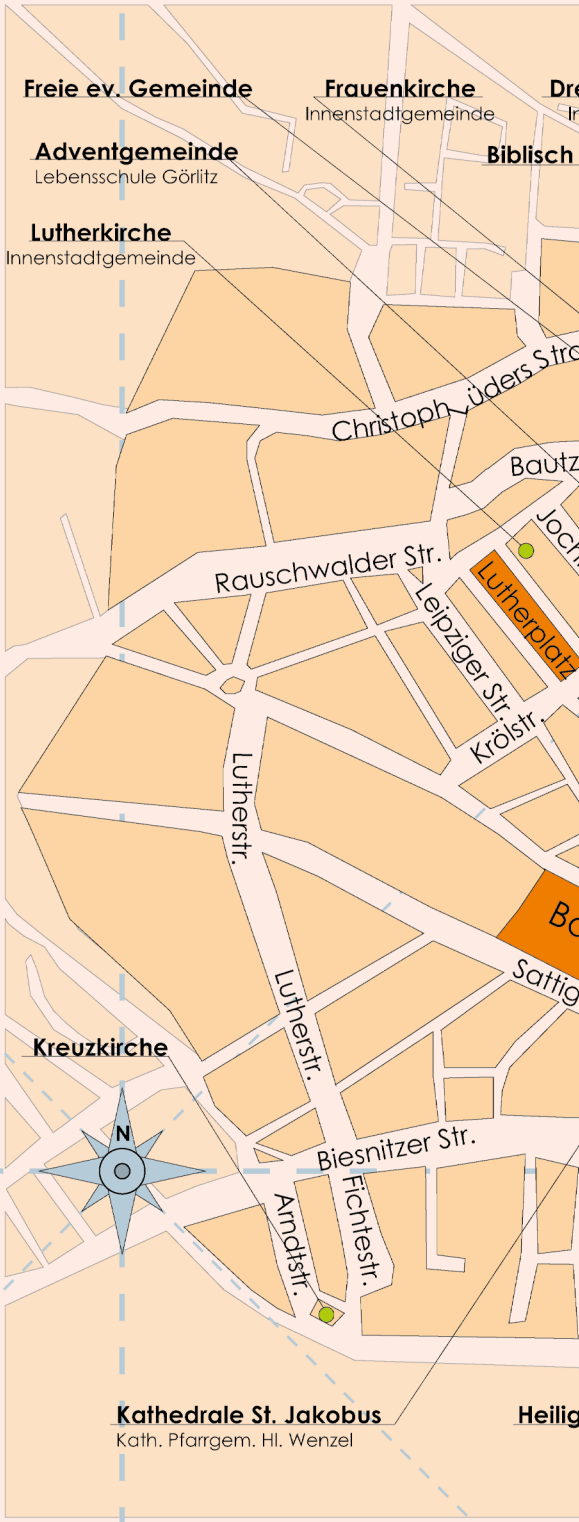 Freie ev. Gemeinde
Frauenkirche
Innenstadtgemeinde
Adventgemeinde
Lebensschule Görlitz
Biblisch
Lutherkirche
Innenstadtgemeinde
Christoph Lüders Stra
Bautz
Rauschwalder Str.
Lutherplatz
Leipziger Str.
Krölstr.
Lutherstr.
Sattig
Lutherstr.
Kreuzkirche
N
Biesnitzer Str.
Arndtstr.
Fichtestr.
Kathedrale St. Jakobus
Kath. Pfarrgem. Hl. Wenzel
Heilig